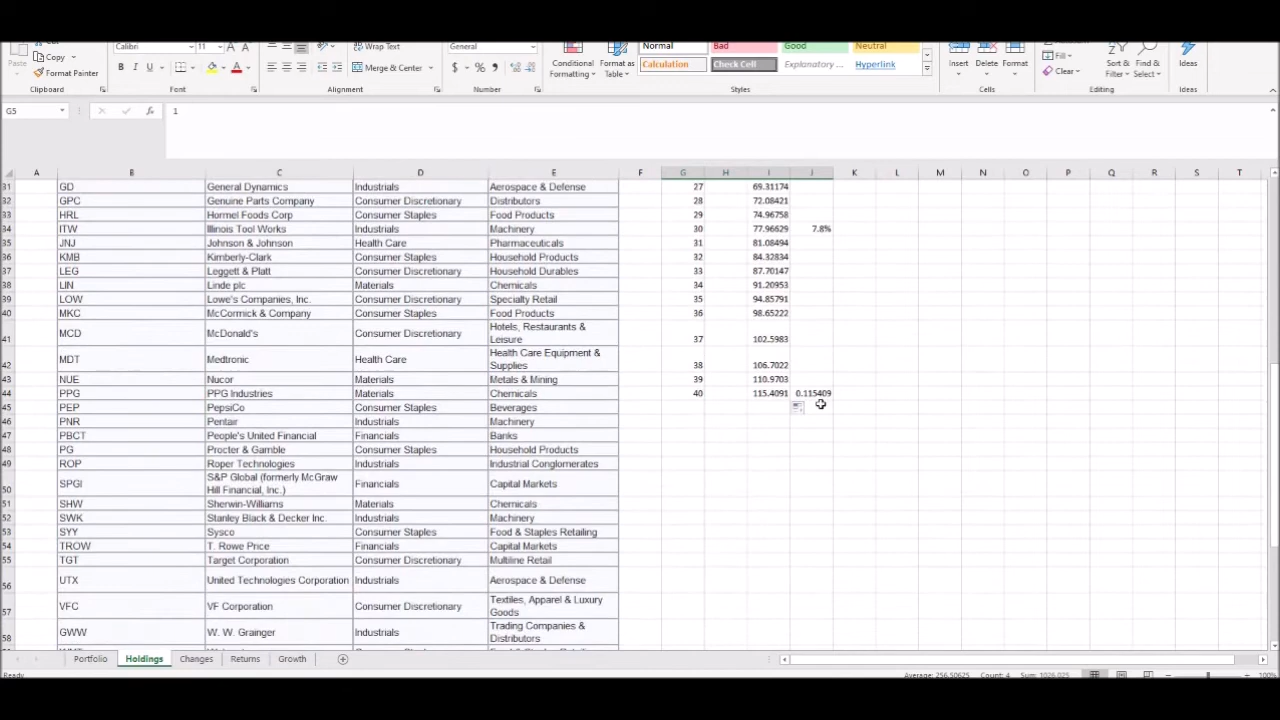 Copy
Format Painter
Clipboard
Calibri 11 A A
B I U A
Font
Wrap Text
Merge & Center
Alignment
General
$ % ,
Number
Conditional
Formatting
Format as
Table
Normal Bad Good Neutral
Calculation Check Cell Explanatory ... Hyperlink
Styles
Insert Delete Format
Cells
Fill
Clear
Sort &
Filter
Find &
Select
Editing
Ideas
Ideas
G5 fx 1
A B C D E F G H I J K L M N O P Q R S T
31 GD General Dynamics Industrials Aerospace & Defense 27 69.31174
32 GPC Genuine Parts Company Consumer Discretionary Distributors 28 72.08421
33 HRL Hormel Foods Corp Consumer Staples Food Products 29 74.96758
34 ITW Illinois Tool Works Industrials Machinery 30 77.96629 7.8%
35 JNJ Johnson & Johnson Health Care Pharmaceuticals 31 81.08494
36 KMB Kimberly-Clark Consumer Staples Household Products 32 84.32834
37 LEG Leggett & Platt Consumer Discretionary Household Durables 33 87.70147
38 LIN Linde plc Materials Chemicals 34 91.20953
39 LOW Lowe's Companies, Inc. Consumer Discretionary Specialty Retail 35 94.85791
40 MKC McCormick & Company Consumer Staples Food Products 36 98.65222
41 MCD McDonald's Consumer Discretionary Hotels, Restaurants &
Leisure 37 102.5983
42 MDT Medtronic Health Care Health Care Equipment &
Supplies 38 106.7022
43 NUE Nucor Materials Metals & Mining 39 110.9703
44 PPG PPG Industries Materials Chemicals 40 115.4091 0.115409
45 PEP PepsiCo Consumer Staples Beverages
46 PNR Pentair Industrials Machinery
47 PBCT People's United Financial Financials Banks
48 PG Procter & Gamble Consumer Staples Household Products
49 ROP Roper Technologies Industrials Industrial Conglomerates
50 SPGI S&P Global (formerly McGraw
Hill Financial, Inc.) Financials Capital Markets
51 SHW Sherwin-Williams Materials Chemicals
52 SWK Stanley Black & Decker Inc. Industrials Machinery
53 SYY Sysco Consumer Staples Food & Staples Retailing
54 TROW T. Rowe Price Financials Capital Markets
55 TGT Target Corporation Consumer Discretionary Multiline Retail
56 UTX United Technologies Corporation Industrials Aerospace & Defense
57 VFC VF Corporation Consumer Discretionary Textiles, Apparel & Luxury
Goods
58 GWW W. W. Grainger Industrials Trading Companies &
Distributors
Portfolio Holdings Changes Returns Growth
Ready Average: 256.50625 Count: 4 Sum: 1026.025 100%